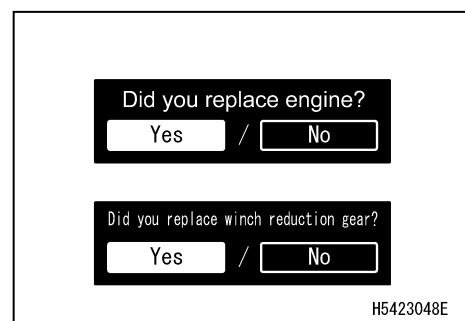 Did you replace engine?
Yes / No
Did you replace winch reduction gear?
Yes / No
H5423048E